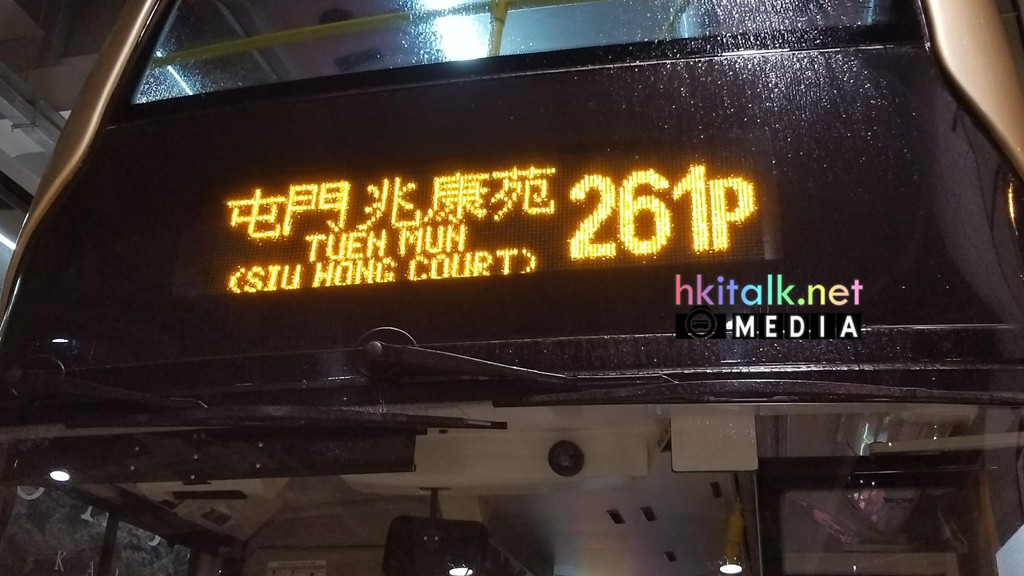 屯門 兆康苑
TUEN MUN
(SIU HONG COURT)
261P
hkitalk.net
MEDIA